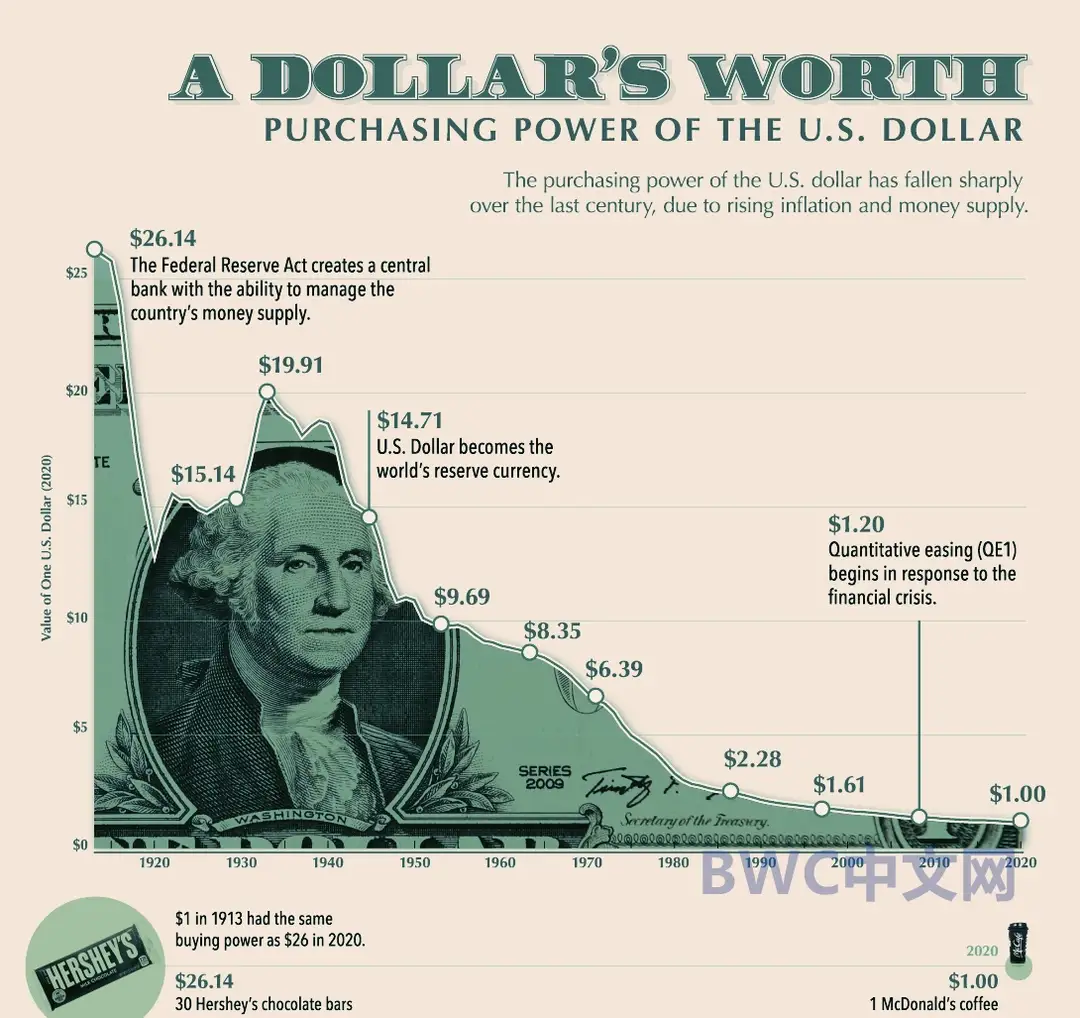 A DOLLAR'S WORTH
PURCHASING POWER OF THE U.S. DOLLAR
The purchasing power of the U.S. dollar has fallen sharply
over the last century, due to rising inflation and money supply.
$26.14
The Federal Reserve Act creates a central
bank with the ability to manage the
country's money supply.
$25
$19.91
$20
$14.71
U.S. Dollar becomes the
world's reserve currency.
TE
$15.14
$15
Value of One U.S. Dollar (2020)
$1.20
Quantitative easing (QE1)
begins in response to the
financial crisis.
$9.69
$10
$8.35
$6.39
$5
$2.28
$1.61
$1.00
SERIES
2009
Secretary of the Treasury.
WASHINGTON
$0
1920 1930 1940 1950 1960 1970 1980 1990 2000 2010 2020
BWC中文网
HERSHEY'S
MILK CHOCOLATE
$1 in 1913 had the same
buying power as $26 in 2020.
$26.14
30 Hershey's chocolate bars
2020
McCafé
$1.00
1 McDonald's coffee